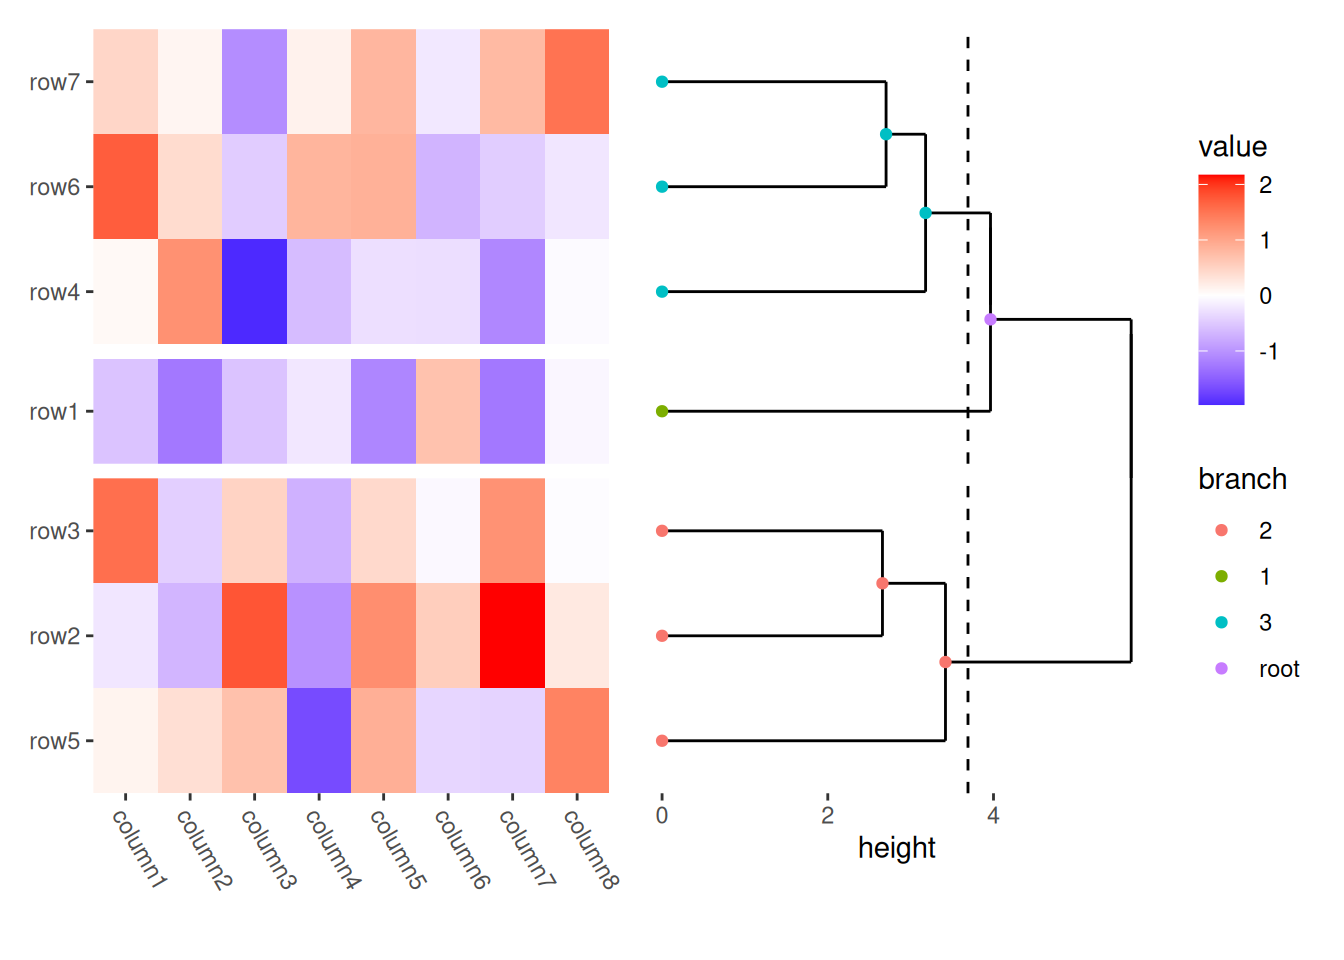 row7
row6
row4
row1
row3
row2
row5
column1
column2
column3
column4
column5
column6
column7
column8
0
2
4
height
value
2
1
0
-1
branch
2
1
3
root